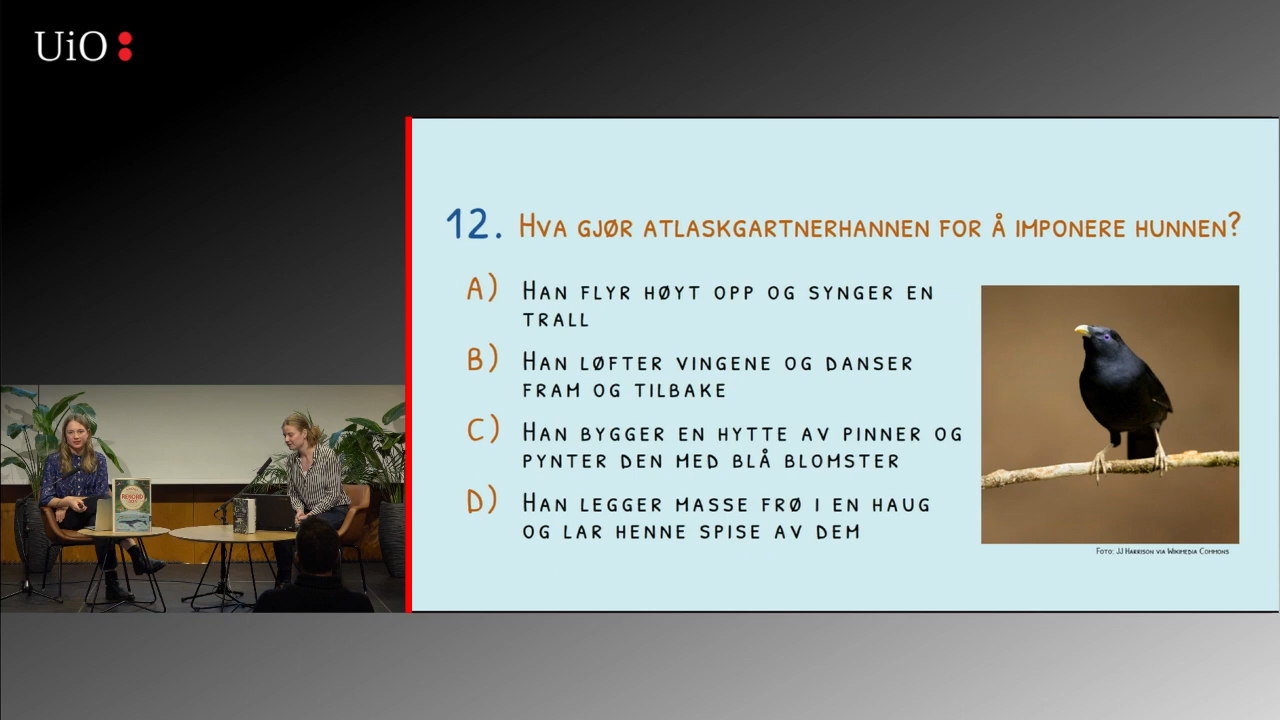 UiO
12. Hva gjør atlaskgartnerhannen for å imponere hunnen?
A) Han flyr høyt opp og synger en
trall
B) Han løfter vingene og danser
fram og tilbake
C) Han bygger en hytte av pinner og
pynter den med blå blomster
D) Han legger masse frø i en haug
og lar henne spise av dem
Foto: JJ Harrison via Wikimedia Commons
REKORD